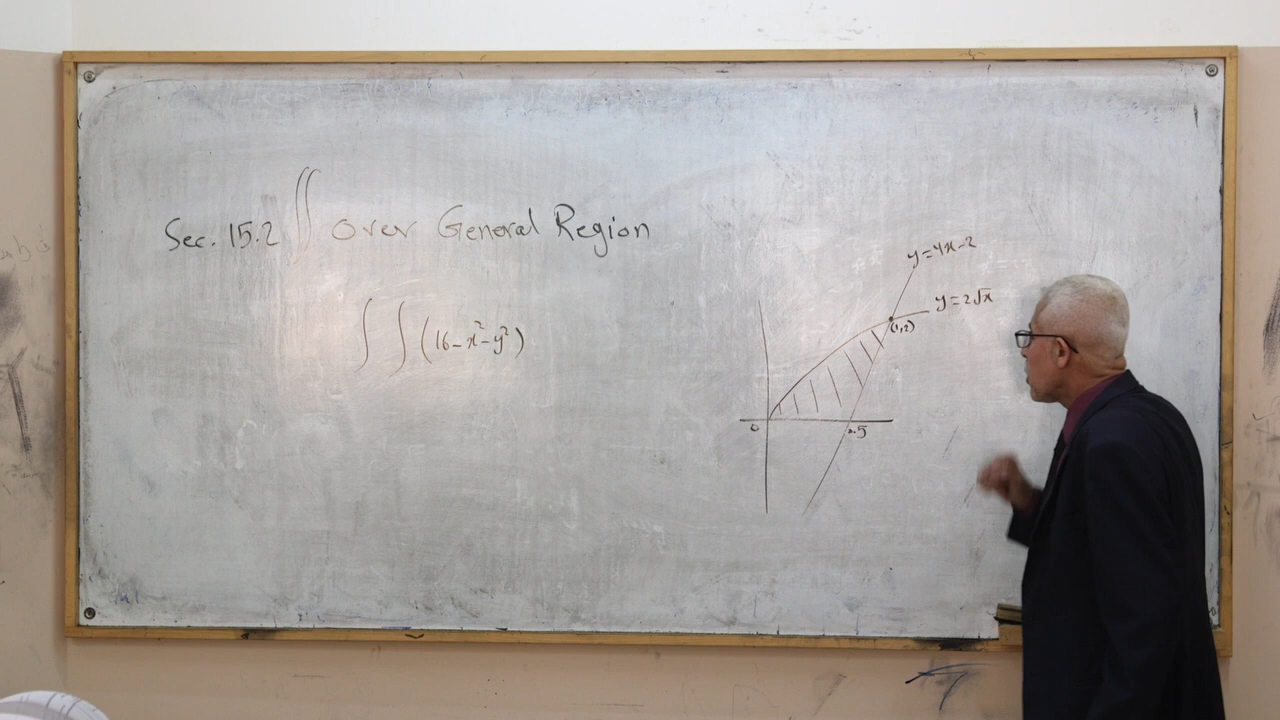 Sec. 15.2 ∬ over General Region
∫ ∫ (16 - x² - y²)
y = 4x - 2
y = 2√x
(1,2)
0
.5